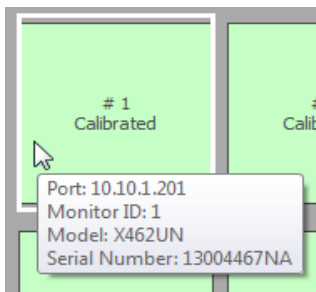 # 1
Calibrated
Port: 10.10.1.201
Monitor ID: 1
Model: X462UN
Serial Number: 13004467NA